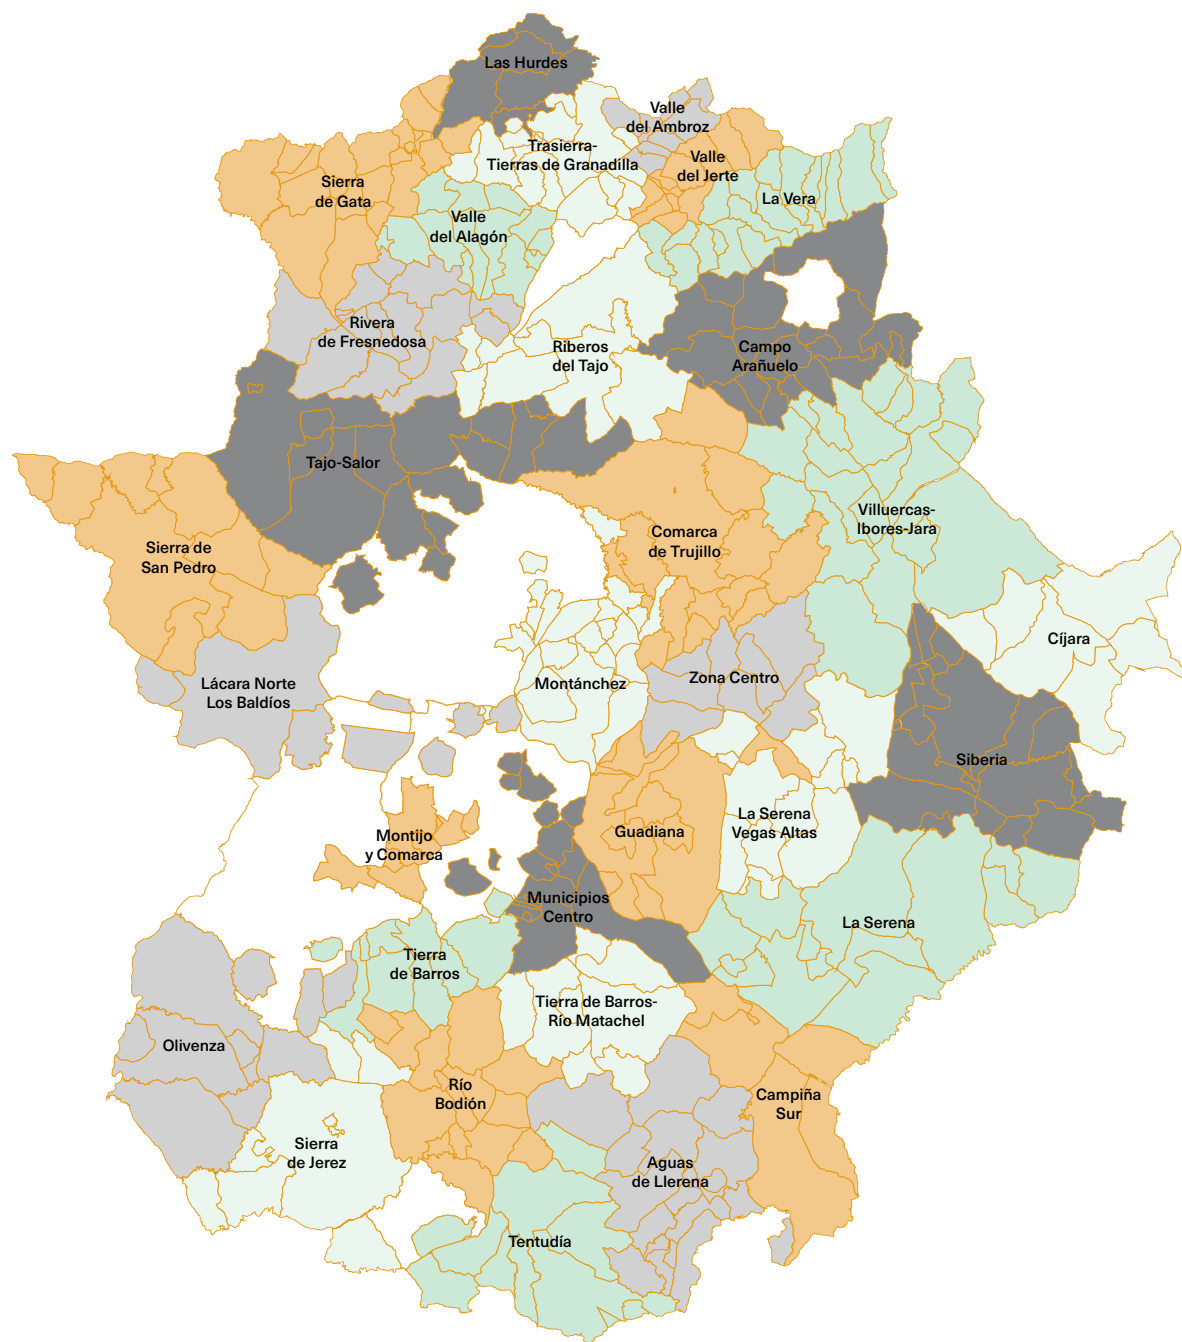 Las Hurdes
Valle
del Ambroz
Trasierra-
Tierras de Granadilla
Valle
del Jerte
Sierra
de Gata
La Vera
Valle
del Alagón
Rivera
de Fresnedosa
Riberos
del Tajo
Campo
Arañuelo
Tajo-Salor
Villuercas-
Ibores-Jara
Comarca
de Trujillo
Sierra de
San Pedro
Cíjara
Lácara Norte
Los Baldíos
Montánchez
Zona Centro
Siberia
La Serena
Vegas Altas
Guadiana
Montijo
y Comarca
Municipios
Centro
La Serena
Tierra
de Barros
Tierra de Barros-
Río Matachel
Olivenza
Río
Bodión
Campiña
Sur
Sierra
de Jerez
Aguas
de Llerena
Tentudía